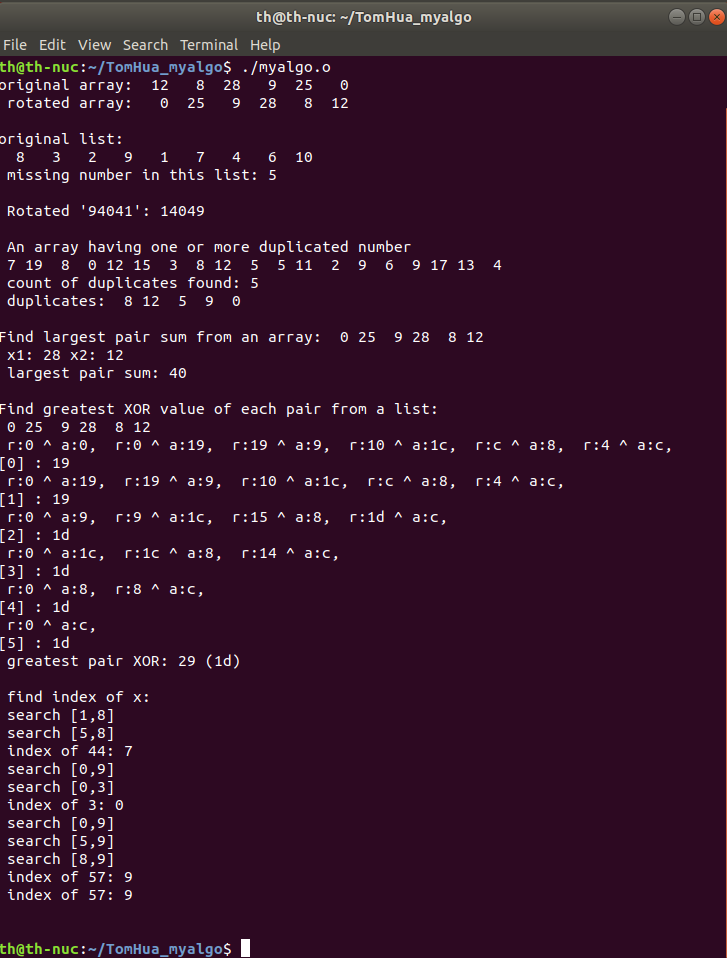 th@th-nuc: ~/TomHua_myalgo
File Edit View Search Terminal Help
th@th-nuc:~/TomHua_myalgo$ ./myalgo.o
original array:  12   8  28   9  25   0
 rotated array:   0  25   9  28   8  12
original list:
  8   3   2   9   1   7   4   6  10
 missing number in this list: 5
 Rotated '94041': 14049
 An array having one or more duplicated number
 7 19  8  0 12 15  3  8 12  5  5 11  2  9  6  9 17 13  4
 count of duplicates found: 5
 duplicates:  8 12  5  9  0
Find largest pair sum from an array:  0 25  9 28  8 12
 x1: 28 x2: 12
 largest pair sum: 40
Find greatest XOR value of each pair from a list:
 0 25  9 28  8 12
 r:0 ^ a:0,  r:0 ^ a:19,  r:19 ^ a:9,  r:10 ^ a:1c,  r:c ^ a:8,  r:4 ^ a:c,
[0] : 19
 r:0 ^ a:19,  r:19 ^ a:9,  r:10 ^ a:1c,  r:c ^ a:8,  r:4 ^ a:c,
[1] : 19
 r:0 ^ a:9,  r:9 ^ a:1c,  r:15 ^ a:8,  r:1d ^ a:c,
[2] : 1d
 r:0 ^ a:1c,  r:1c ^ a:8,  r:14 ^ a:c,
[3] : 1d
 r:0 ^ a:8,  r:8 ^ a:c,
[4] : 1d
 r:0 ^ a:c,
[5] : 1d
 greatest pair XOR: 29 (1d)
 find index of x:
 search [1,8]
 search [5,8]
 index of 44: 7
 search [0,9]
 search [0,3]
 index of 3: 0
 search [0,9]
 search [5,9]
 search [8,9]
 index of 57: 9
 index of 57: 9
th@th-nuc:~/TomHua_myalgo$